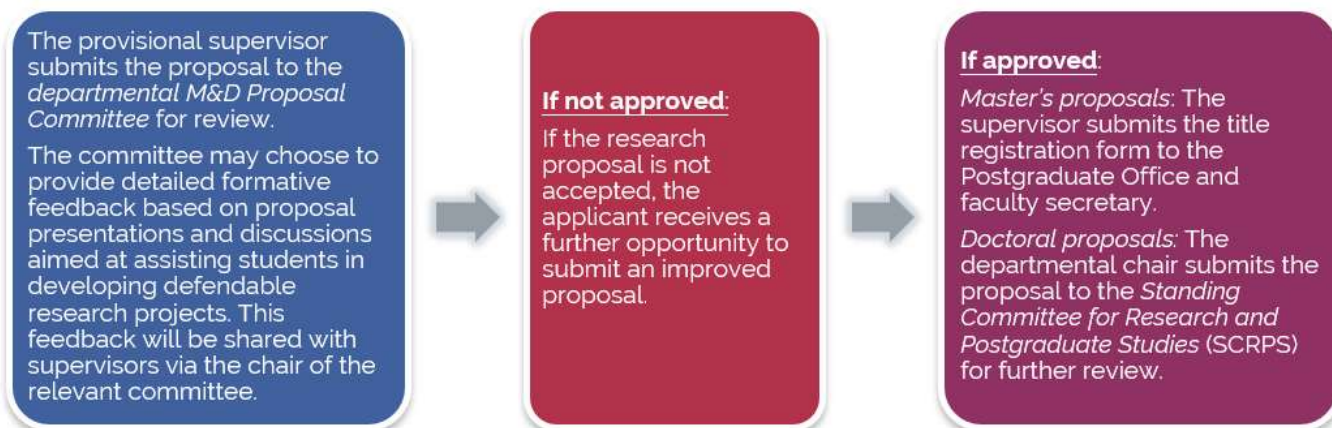 The provisional supervisor
submits the proposal to the
departmental M&D Proposal
Committee for review.
The committee may choose to
provide detailed formative
feedback based on proposal
presentations and discussions
aimed at assisting students in
developing defendable
research projects. This
feedback will be shared with
supervisors via the chair of the
relevant committee.
If not approved:
If the research
proposal is not
accepted, the
applicant receives a
further opportunity to
submit an improved
proposal.
If approved:
Master's proposals: The
supervisor submits the title
registration form to the
Postgraduate Office and
faculty secretary.
Doctoral proposals: The
departmental chair submits the
proposal to the Standing
Committee for Research and
Postgraduate Studies (SCRPS)
for further review.